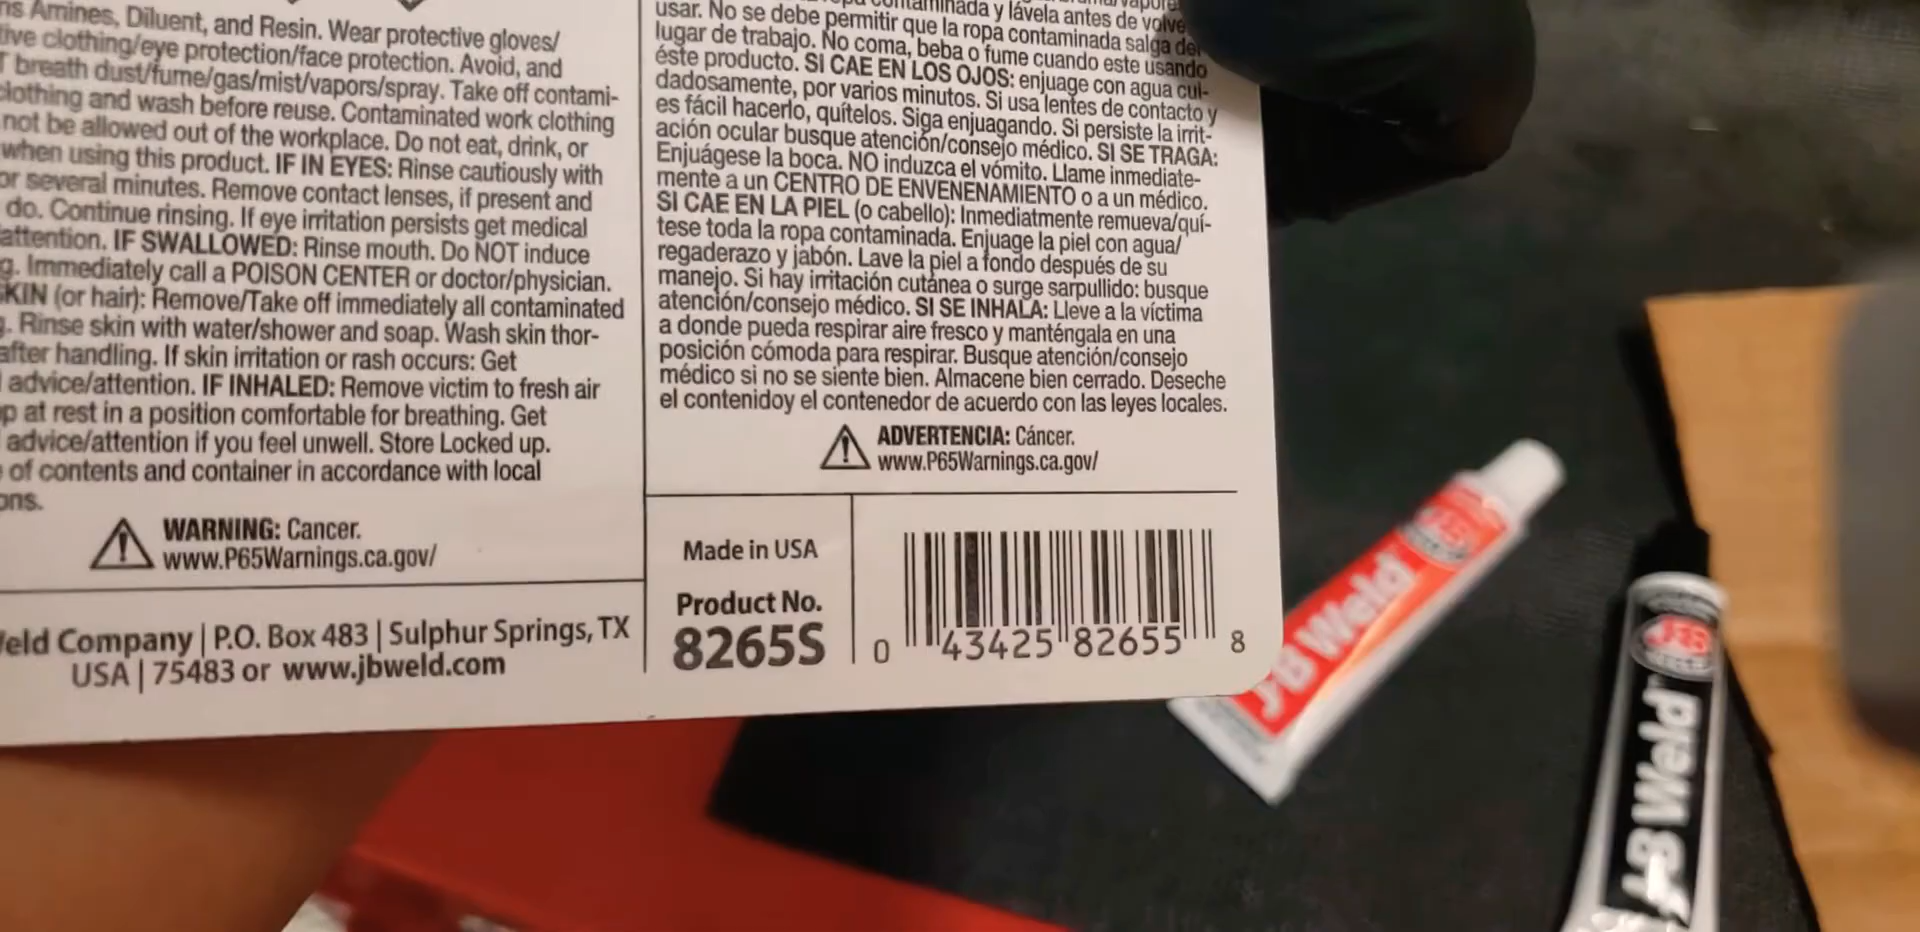 Amines, Diluent, and Resin. Wear protective gloves/
clothing/eye protection/face protection. Avoid, and
breath dust/fume/gas/mist/vapors/spray. Take off contami-
clothing and wash before reuse. Contaminated work clothing
not be allowed out of the workplace. Do not eat, drink, or
when using this product. IF IN EYES: Rinse cautiously with
or several minutes. Remove contact lenses, if present and
do. Continue rinsing. If eye irritation persists get medical
attention. IF SWALLOWED: Rinse mouth. Do NOT induce
g. Immediately call a POISON CENTER or doctor/physician.
SKIN (or hair): Remove/Take off immediately all contaminated
g. Rinse skin with water/shower and soap. Wash skin thor-
after handling. If skin irritation or rash occurs: Get
advice/attention. IF INHALED: Remove victim to fresh air
p at rest in a position comfortable for breathing. Get
advice/attention if you feel unwell. Store Locked up.
of contents and container in accordance with local
ons.
WARNING: Cancer.
www.P65Warnings.ca.gov/
eld Company | P.O. Box 483 | Sulphur Springs, TX
USA | 75483 or www.jbweld.com
contaminada y lávela antes de volve
usar. No se debe permitir que la ropa contaminada salga del
lugar de trabajo. No coma, beba o fume cuando este usando
éste producto. SI CAE EN LOS OJOS: enjuage con agua cui-
dadosamente, por varios minutos. Si usa lentes de contacto y
es fácil hacerlo, quítelos. Siga enjuagando. Si persiste la irrit-
ación ocular busque atención/consejo médico. SI SE TRAGA:
Enjuágese la boca. NO induzca el vómito. Llame inmediate-
mente a un CENTRO DE ENVENENAMIENTO o a un médico.
SI CAE EN LA PIEL (o cabello): Inmediatmente remueva/quí-
tese toda la ropa contaminada. Enjuage la piel con agua/
regaderazo y jabón. Lave la piel a fondo después de su
manejo. Si hay irritación cutánea o surge sarpullido: busque
atención/consejo médico. SI SE INHALA: Lleve a la víctima
a donde pueda respirar aire fresco y manténgala en una
posición cómoda para respirar. Busque atención/consejo
médico si no se siente bien. Almacene bien cerrado. Deseche
el contenidoy el contenedor de acuerdo con las leyes locales.
ADVERTENCIA: Cáncer.
www.P65Warnings.ca.gov/
Made in USA
Product No.
8265S
0 43425 82655 8
J-B Weld
J-B Weld